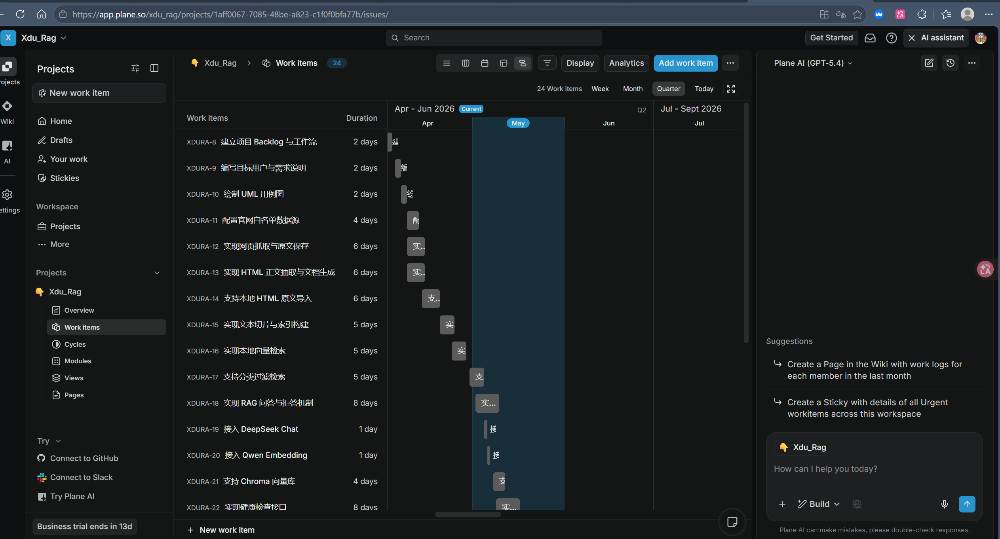 https://app.plane.so/xdu_rag/projects/1aff0067-7085-48be-a823-c1f0f0bfa77b/issues/
X Xdu_Rag
Search
Get Started
AI assistant
rojects
Wiki
AI
ettings
Projects
New work item
Home
Drafts
Your work
Stickies
Workspace
Projects
More
Projects
Xdu_Rag
Overview
Work items
Cycles
Modules
Views
Pages
Try
Connect to GitHub
Connect to Slack
Try Plane AI
Business trial ends in 13d
Xdu_Rag > Work items 24
Display
Analytics
Add work item
24 Work items Week Month Quarter Today
Work items Duration
Apr - Jun 2026 Current Q2 Jul - Sept 2026
Apr May Jun Jul
XDURA-8 建立项目 Backlog 与工作流 2 days 建
XDURA-9 编写目标用户与需求说明 2 days 编
XDURA-10 绘制 UML 用例图 2 days 绘
XDURA-11 配置官网白名单数据源 4 days 配
XDURA-12 实现网页抓取与原文保存 6 days 实..
XDURA-13 实现 HTML 正文抽取与文档生成 6 days 实..
XDURA-14 支持本地 HTML 原文导入 6 days 支..
XDURA-15 实现文本切片与索引构建 5 days 实.
XDURA-16 实现本地向量检索 5 days 实.
XDURA-17 支持分类过滤检索 5 days 支.
XDURA-18 实现 RAG 问答与拒答机制 8 days 实...
XDURA-19 接入 DeepSeek Chat 1 day 接
XDURA-20 接入 Qwen Embedding 1 day 接
XDURA-21 支持 Chroma 向量库 4 days 支
XDURA-22 实现健康检查接口 8 days 实...
New work item
Plane AI (GPT-5.4)
Suggestions
Create a Page in the Wiki with work logs for
each member in the last month
Create a Sticky with details of all Urgent
workitems across this workspace
Xdu_Rag
How can I help you today?
Build
Plane AI can make mistakes, please double-check responses.